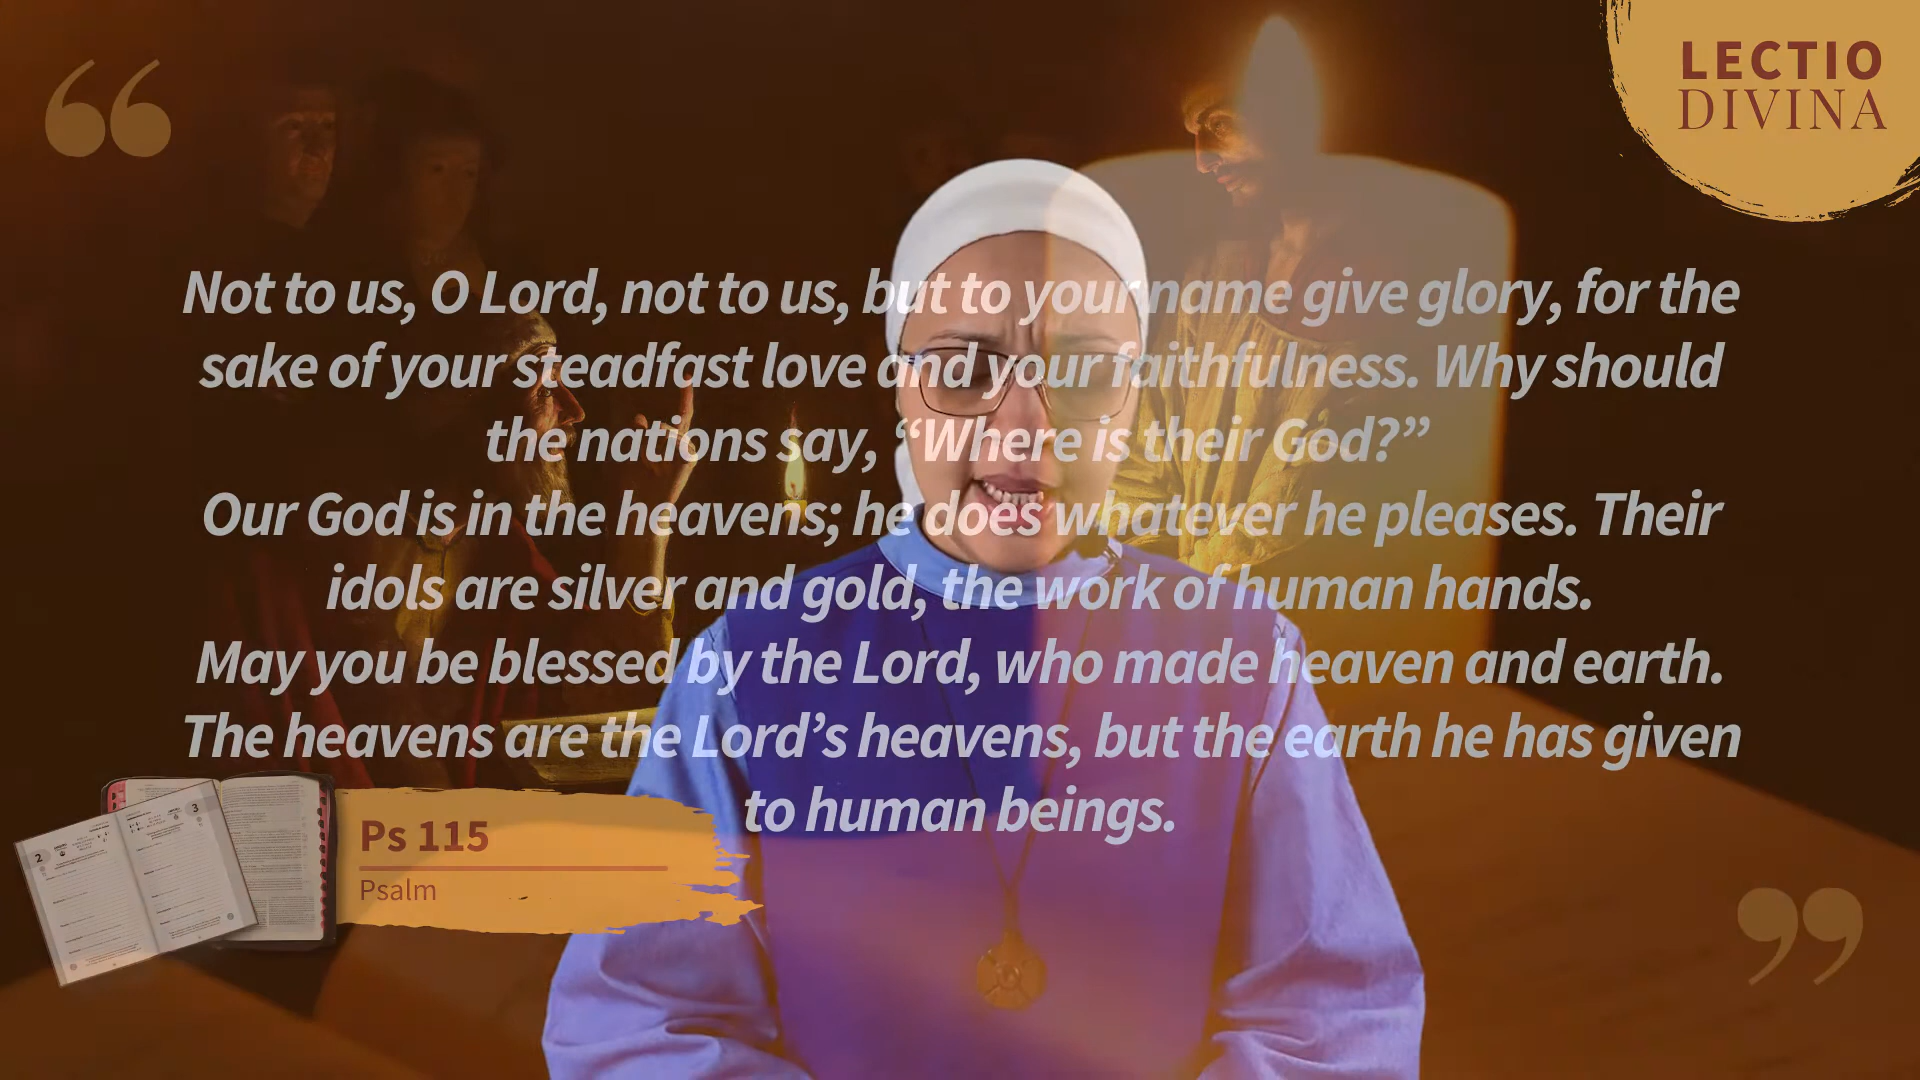 LECTIO
DIVINA
Not to us, O Lord, not to us, but to your name give glory, for the
sake of your steadfast love and your faithfulness. Why should
the nations say, “Where is their God?”
Our God is in the heavens; he does whatever he pleases. Their
idols are silver and gold, the work of human hands.
May you be blessed by the Lord, who made heaven and earth.
The heavens are the Lord’s heavens, but the earth he has given
to human beings.
Ps 115
Psalm
2
3